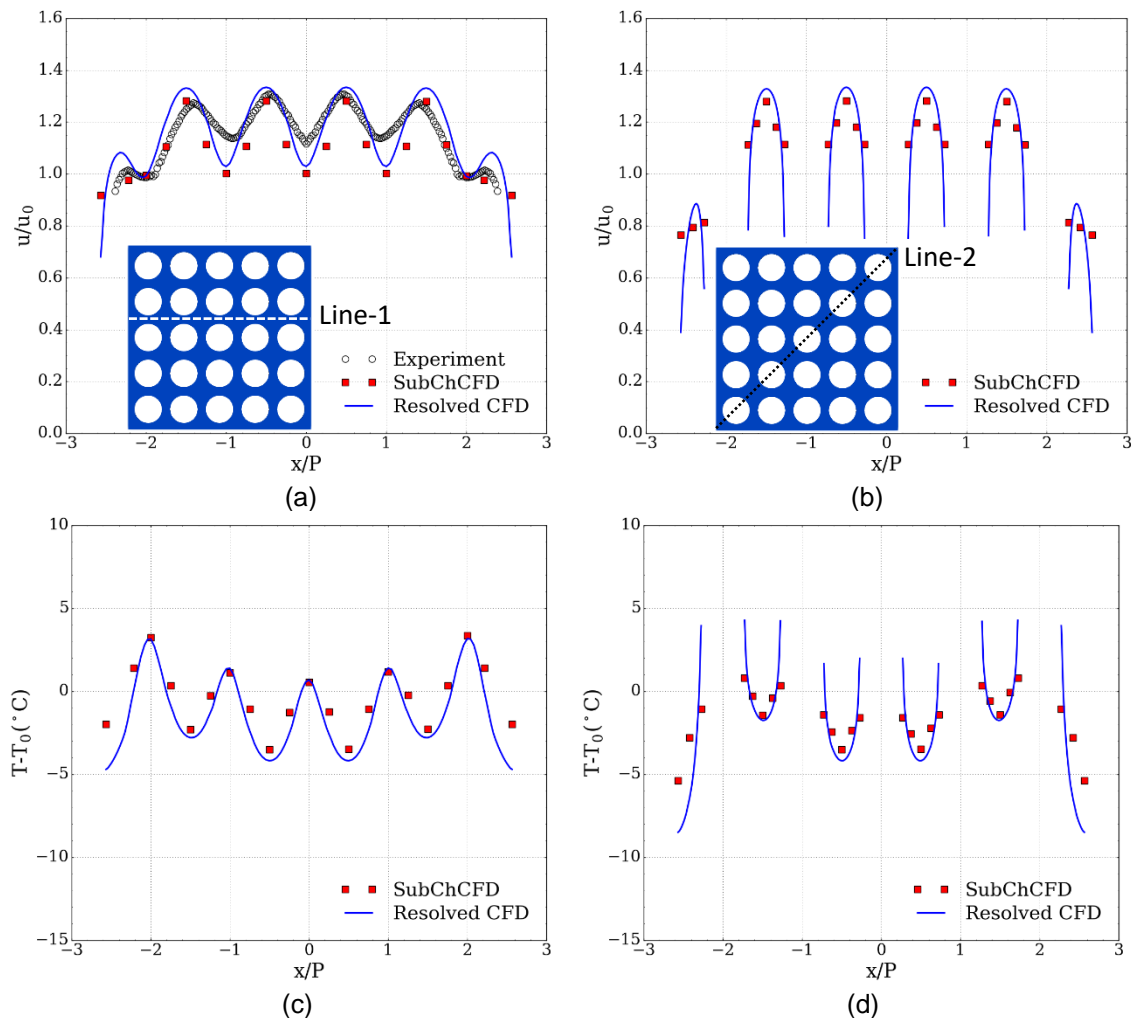 1.6
1.4
1.2
1.0
0.8
0.6
0.4
0.2
0.0
u/u0
Line-1
Experiment
SubChCFD
Resolved CFD
−3 −2 −1 0 1 2 3
x/P
(a)
1.6
1.4
1.2
1.0
0.8
0.6
0.4
0.2
0.0
u/u0
Line-2
SubChCFD
Resolved CFD
−3 −2 −1 0 1 2 3
x/P
(b)
10
5
0
−5
−10
−15
T-T0(°C)
SubChCFD
Resolved CFD
−3 −2 −1 0 1 2 3
x/P
(c)
10
5
0
−5
−10
−15
T-T0(°C)
SubChCFD
Resolved CFD
−3 −2 −1 0 1 2 3
x/P
(d)